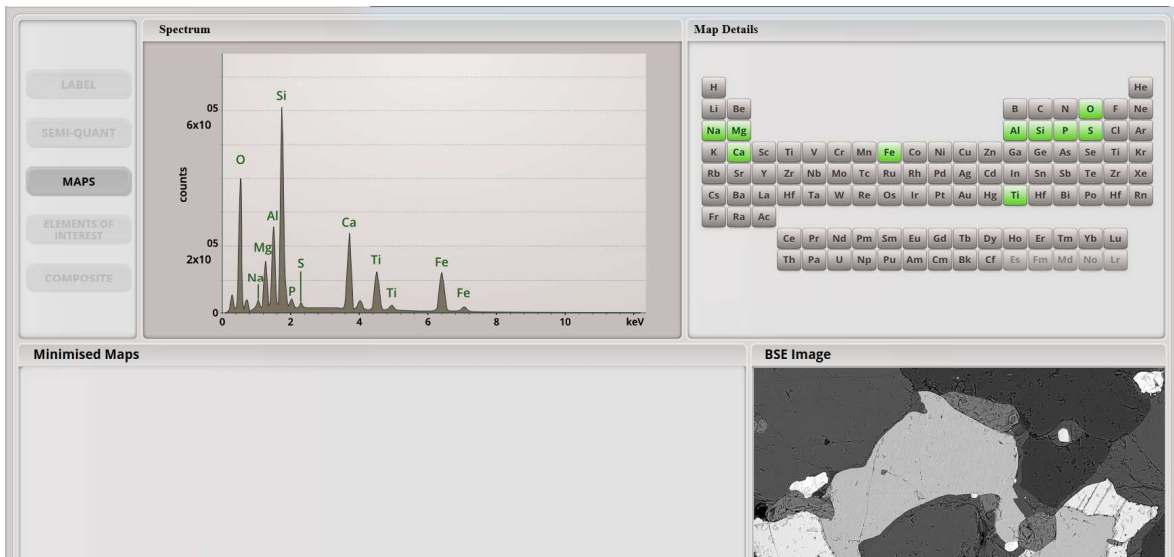 Spectrum
Map Details
LABEL
SEMI-QUANT
MAPS
ELEMENTS OF
INTEREST
COMPOSITE
counts
05
6x10
05
2x10
0
O
Na
Mg
Al
Si
P
S
Ca
Ti
Ti
Fe
Fe
0 2 4 6 8 10 keV
H He
Li Be B C N O F Ne
Na Mg Al Si P S Cl Ar
K Ca Sc Ti V Cr Mn Fe Co Ni Cu Zn Ga Ge As Se Ti Kr
Rb Sr Y Zr Nb Mo Tc Ru Rh Pd Ag Cd In Sn Sb Te Zr Xe
Cs Ba La Hf Ta W Re Os Ir Pt Au Hg Ti Hf Bi Po Hf Rn
Fr Ra Ac
Ce Pr Nd Pm Sm Eu Gd Tb Dy Ho Er Tm Yb Lu
Th Pa U Np Pu Am Cm Bk Cf Es Fm Md No Lr
Minimised Maps
BSE Image